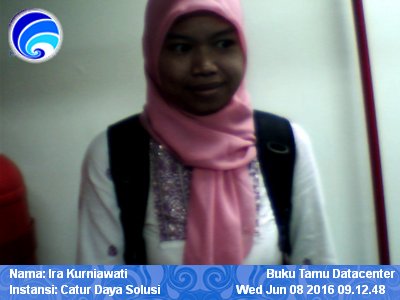 Nama: Ira Kurniawati Buku Tamu Datacenter
Instansi: Catur Daya Solusi Wed Jun 08 2016 09.12.48